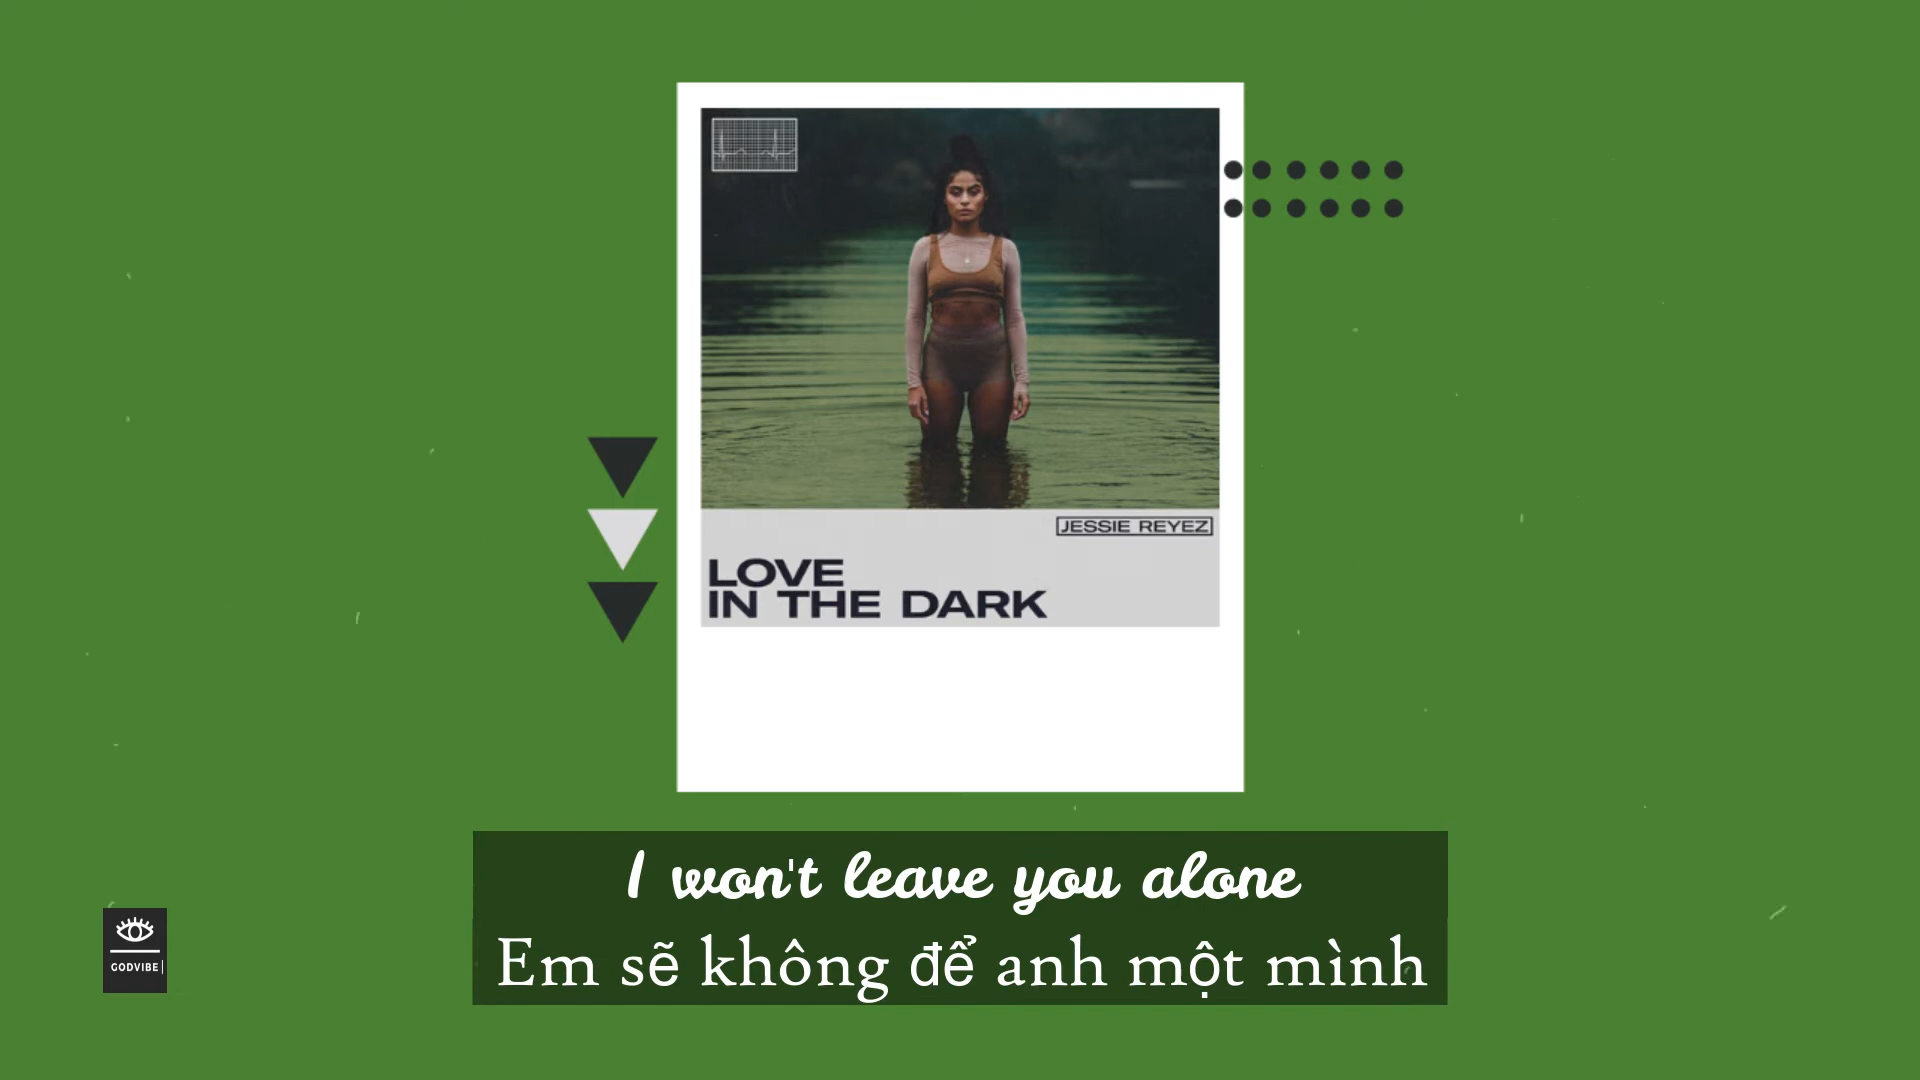 JESSIE REYEZ
LOVE
IN THE DARK
I won't leave you alone
Em sẽ không để anh một mình
GODVIBE